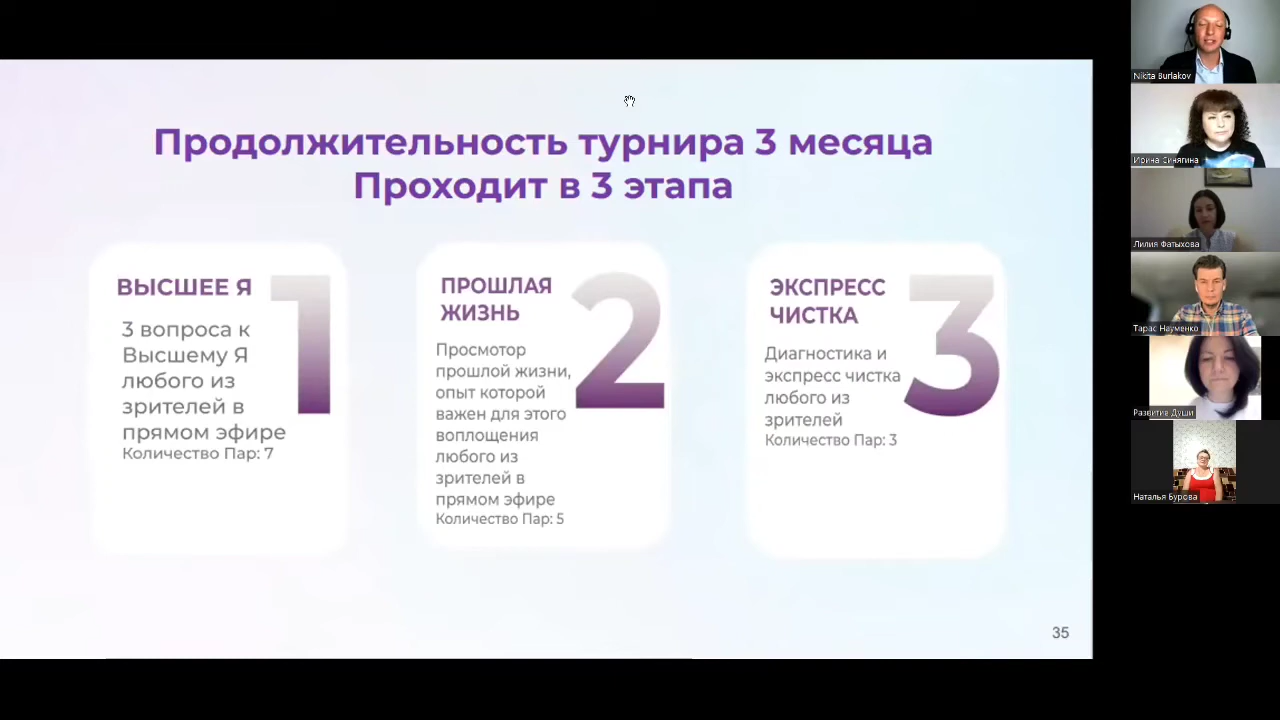 Продолжительность турнира 3 месяца
Проходит в 3 этапа
ВЫСШЕЕ Я
1
3 вопроса к
Высшему Я
любого из
зрителей в
прямом эфире
Количество Пар: 7
ПРОШЛАЯ
ЖИЗНЬ
2
Просмотор
прошлой жизни,
опыт которой
важен для этого
воплощения
любого из
зрителей в
прямом эфире
Количество Пар: 5
ЭКСПРЕСС
ЧИСТКА
3
Диагностика и
экспресс чистка
любого из
зрителей
Количество Пар: 3
35
Nikita Burlakov
Ирина Синягина
Лилия Фатыхова
Тарас Науменко
Развитие Души
Наталья Бурова